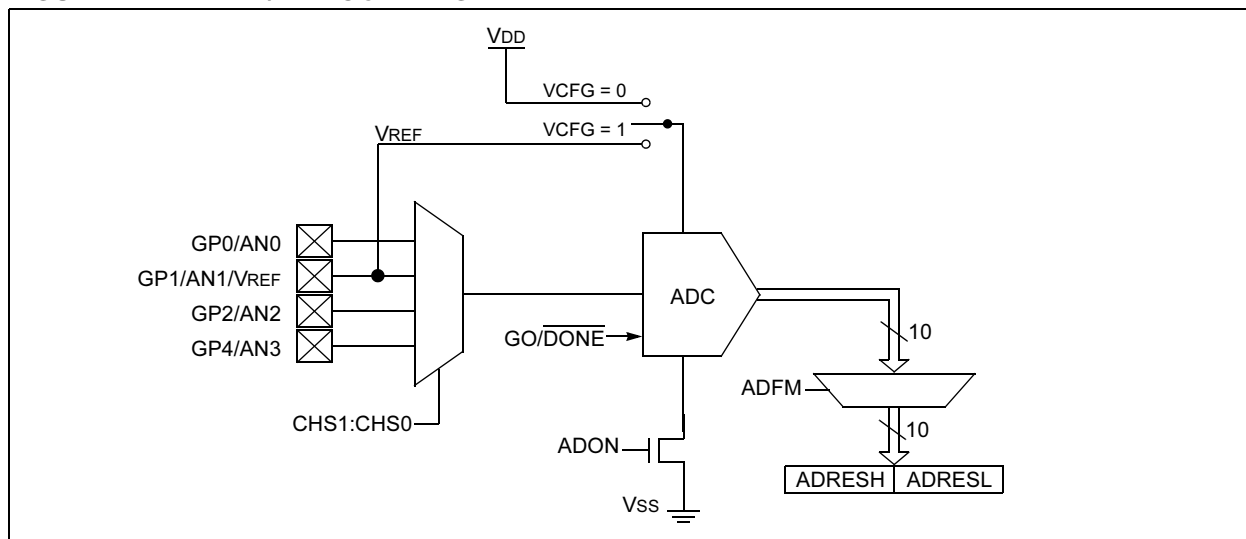 VDD
VCFG = 0
VCFG = 1
VREF
GP0/AN0
GP1/AN1/VREF
GP2/AN2
GP4/AN3
ADC
GO/DONE
10
ADFM
CHS1:CHS0
10
ADON
ADRESH ADRESL
VSS